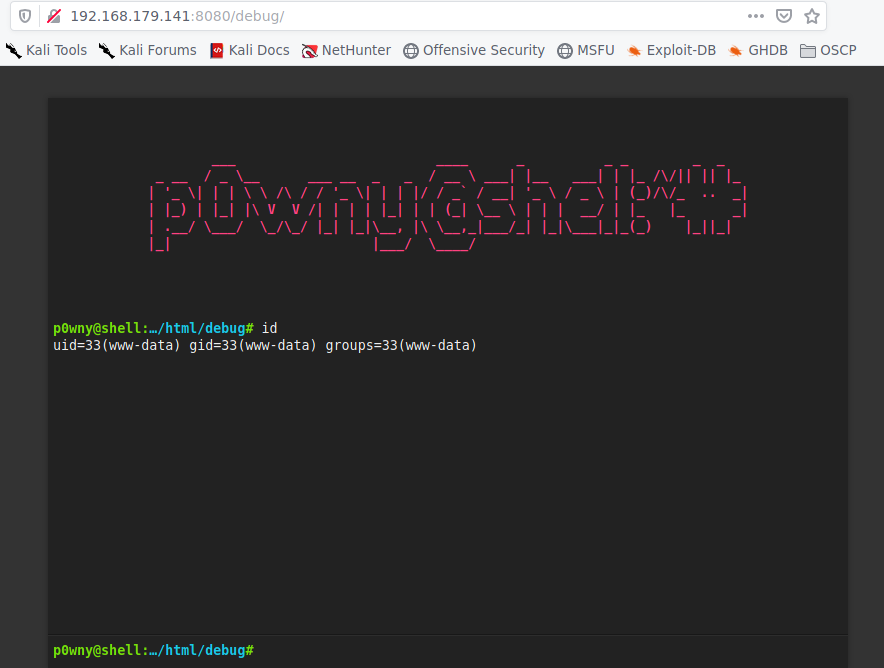 192.168.179.141:8080/debug/
Kali Tools Kali Forums Kali Docs NetHunter Offensive Security MSFU Exploit-DB GHDB OSCP
p0wny@shell:~#
p0wny@shell:…/html/debug# id
uid=33(www-data) gid=33(www-data) groups=33(www-data)
p0wny@shell:…/html/debug#